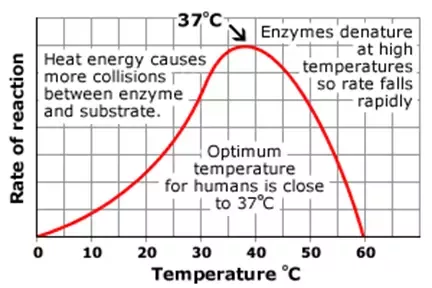 37°C
Enzymes denature
at high
temperatures
so rate falls
rapidly
Heat energy causes
more collisions
between enzyme
and substrate.
Optimum
temperature
for humans is close
to 37°C
Rate of reaction
0 10 20 30 40 50 60
Temperature °C